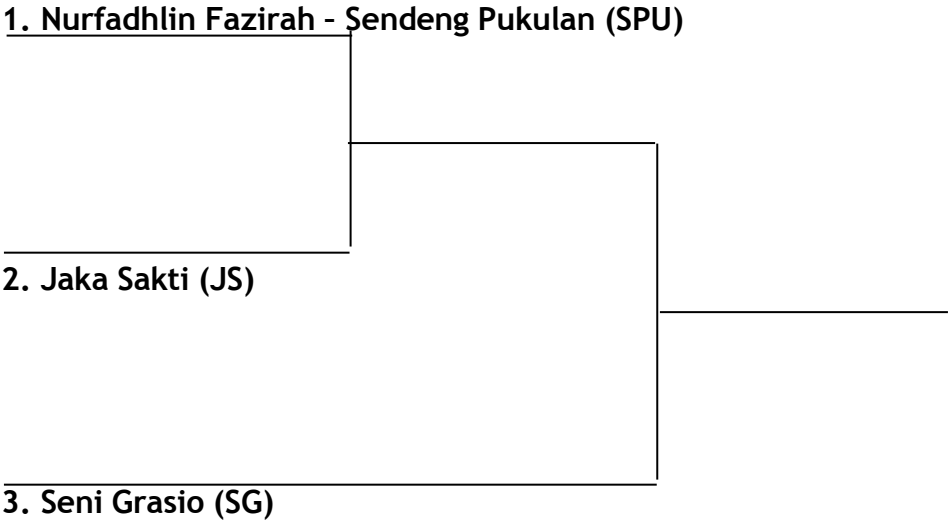 1. Nurfadhlin Fazirah – Sendeng Pukulan (SPU)
2. Jaka Sakti (JS)
3. Seni Grasio (SG)